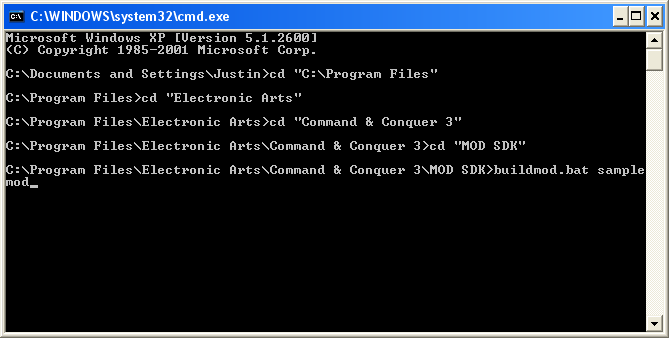 C:\WINDOWS\system32\cmd.exe
Microsoft Windows XP [Version 5.1.2600]
(C) Copyright 1985-2001 Microsoft Corp.
C:\Documents and Settings\Justin>cd "C:\Program Files"
C:\Program Files>cd "Electronic Arts"
C:\Program Files\Electronic Arts>cd "Command & Conquer 3"
C:\Program Files\Electronic Arts\Command & Conquer 3>cd "MOD SDK"
C:\Program Files\Electronic Arts\Command & Conquer 3\MOD SDK>buildmod.bat sample
mod_